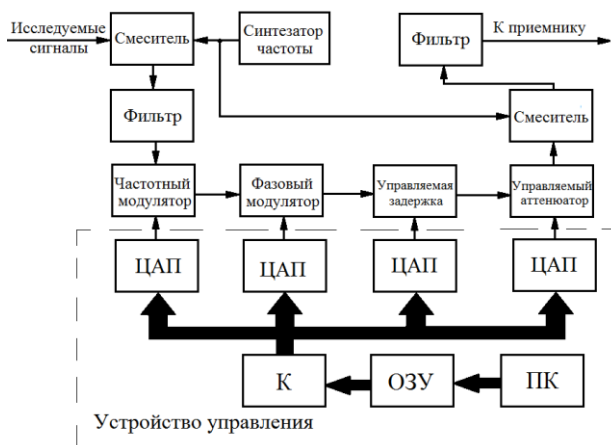 Исследуемые
сигналы
Смеситель
Синтезатор
частоты
Фильтр
К приемнику
Фильтр
Смеситель
Частотный
модулятор
Фазовый
модулятор
Управляемая
задержка
Управляемый
аттенюатор
ЦАП
ЦАП
ЦАП
ЦАП
К
ОЗУ
ПК
Устройство управления